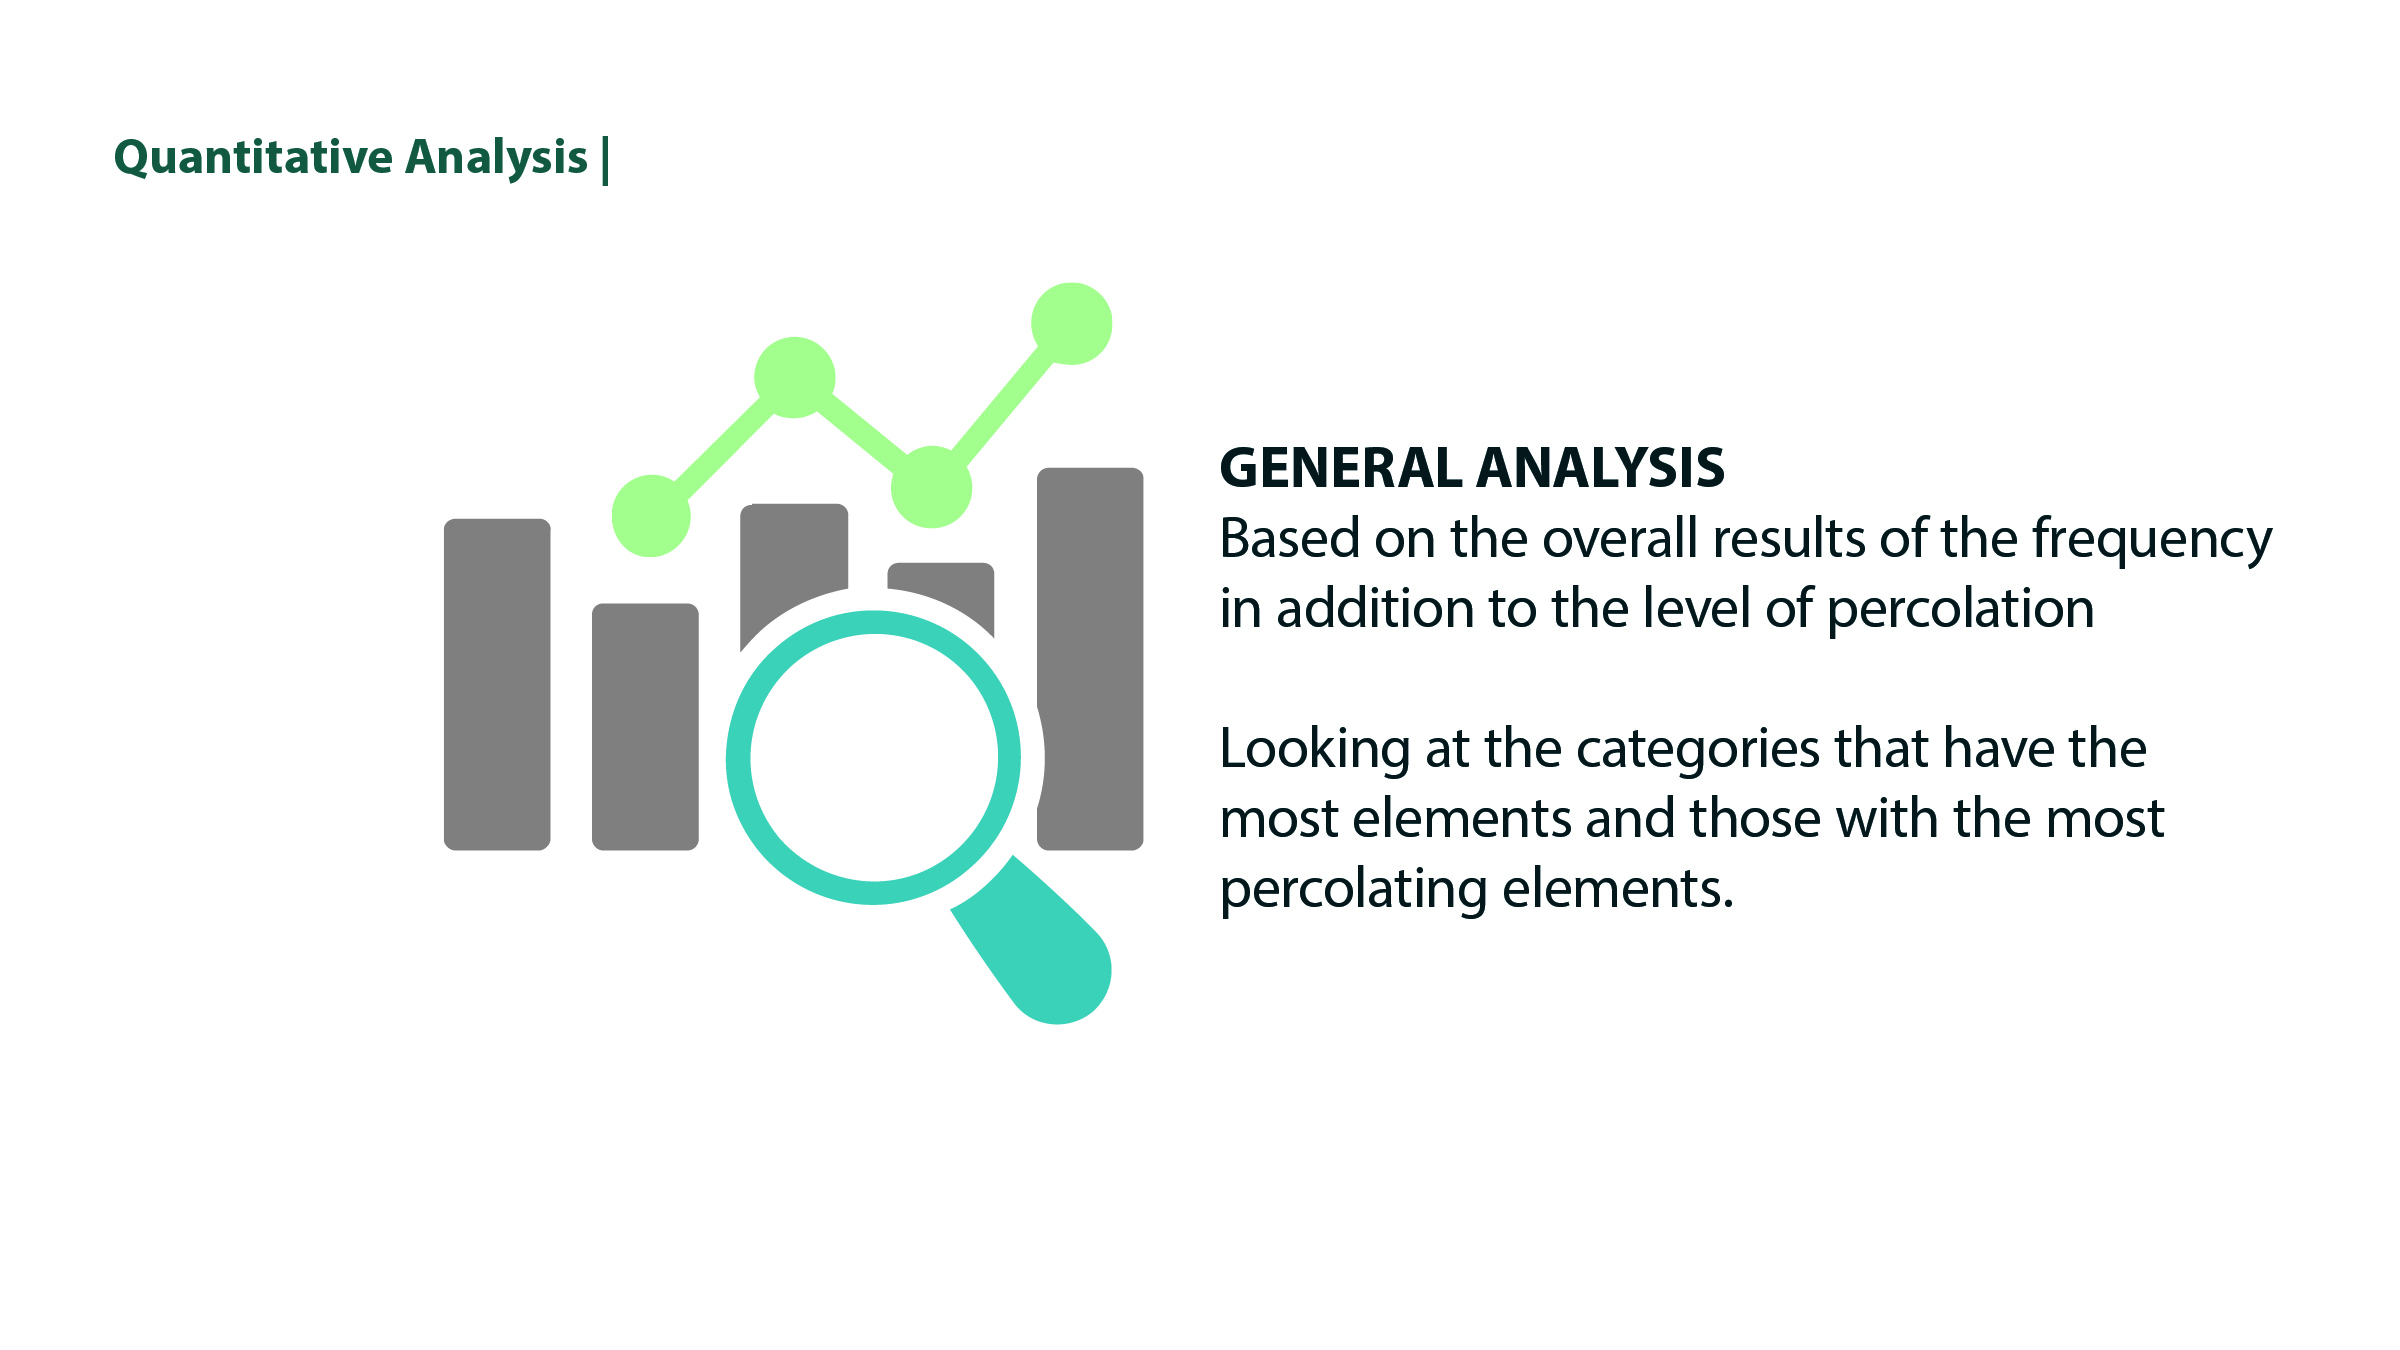 Quantitative Analysis |
GENERAL ANALYSIS
Based on the overall results of the frequency
in addition to the level of percolation
Looking at the categories that have the
most elements and those with the most
percolating elements.